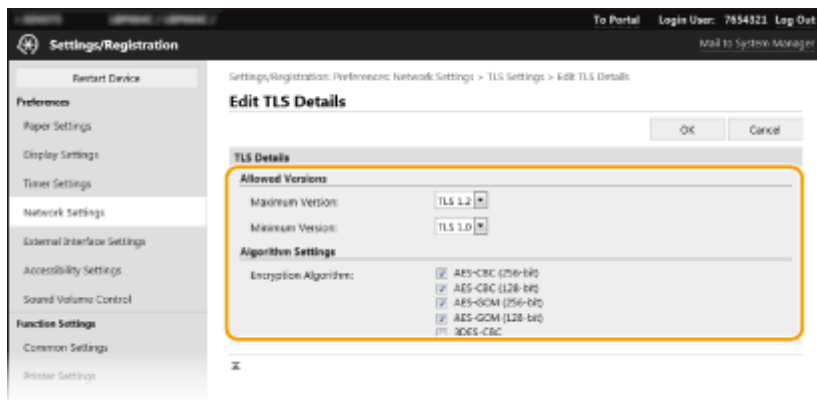 To Portal Login User: 7654321 Log Out
Settings/Registration
Mail to System Manager
Restart Device
Preferences
Paper Settings
Display Settings
Timer Settings
Network Settings
External Interface Settings
Accessibility Settings
Sound Volume Control
Function Settings
Common Settings
Printer Settings
Settings/Registration: Preferences: Network Settings > TLS Settings > Edit TLS Details
Edit TLS Details
OK Cancel
TLS Details
Allowed Versions
Maximum Version: TLS 1.2
Minimum Version: TLS 1.0
Algorithm Settings
Encryption Algorithm: AES-CBC (256-bit)
AES-CBC (128-bit)
AES-GCM (256-bit)
AES-GCM (128-bit)
3DES-CBC